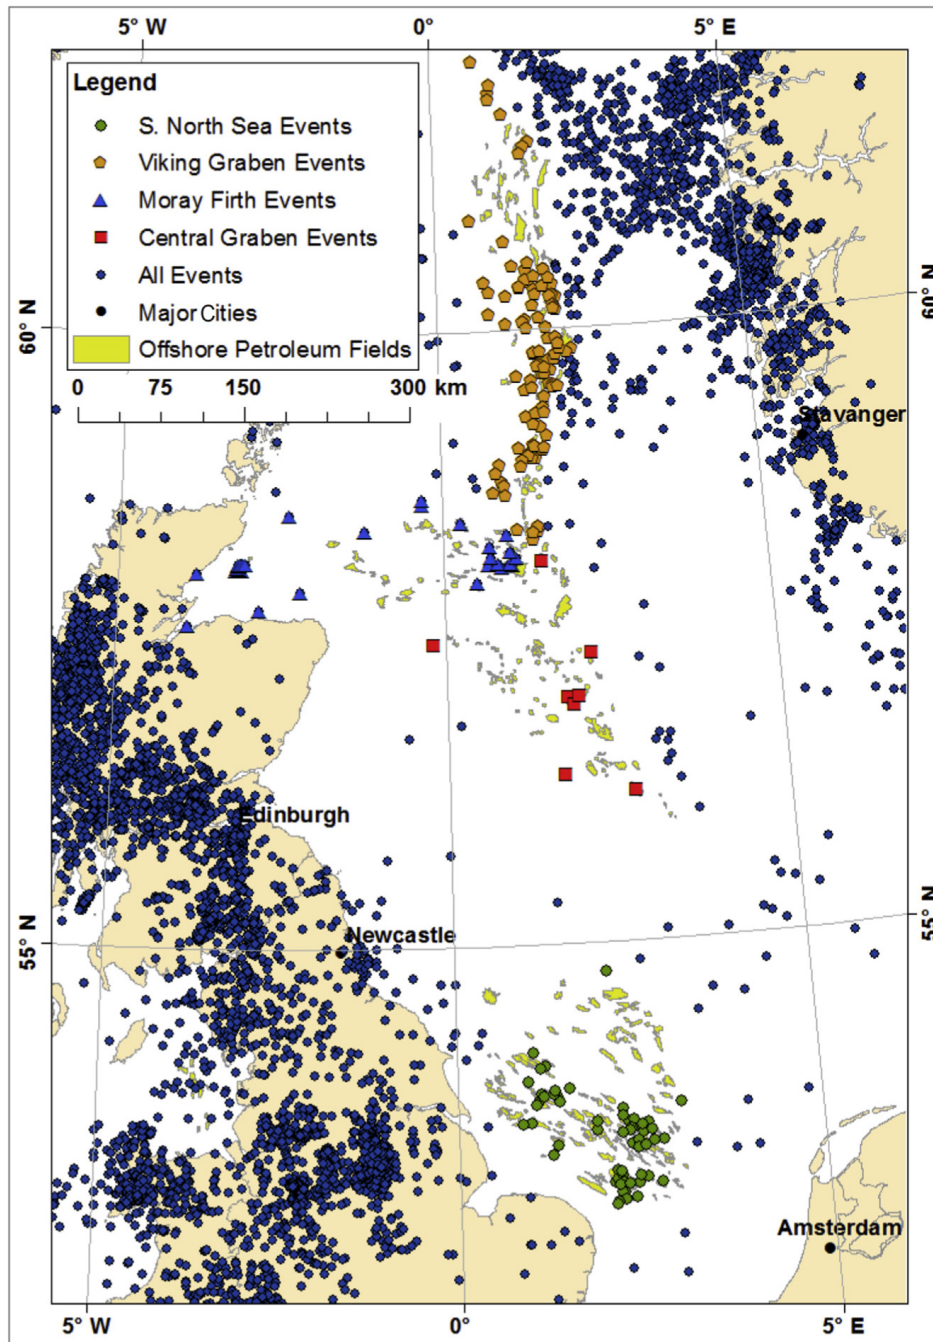 5° W 0° 5° E
Legend
S. North Sea Events
Viking Graben Events
Moray Firth Events
Central Graben Events
All Events
Major Cities
Offshore Petroleum Fields
0 75 150 300 km
60° N
60° N
Stavanger
Edinburgh
Newcastle
55° N
55° N
Amsterdam
5° W 0° 5° E